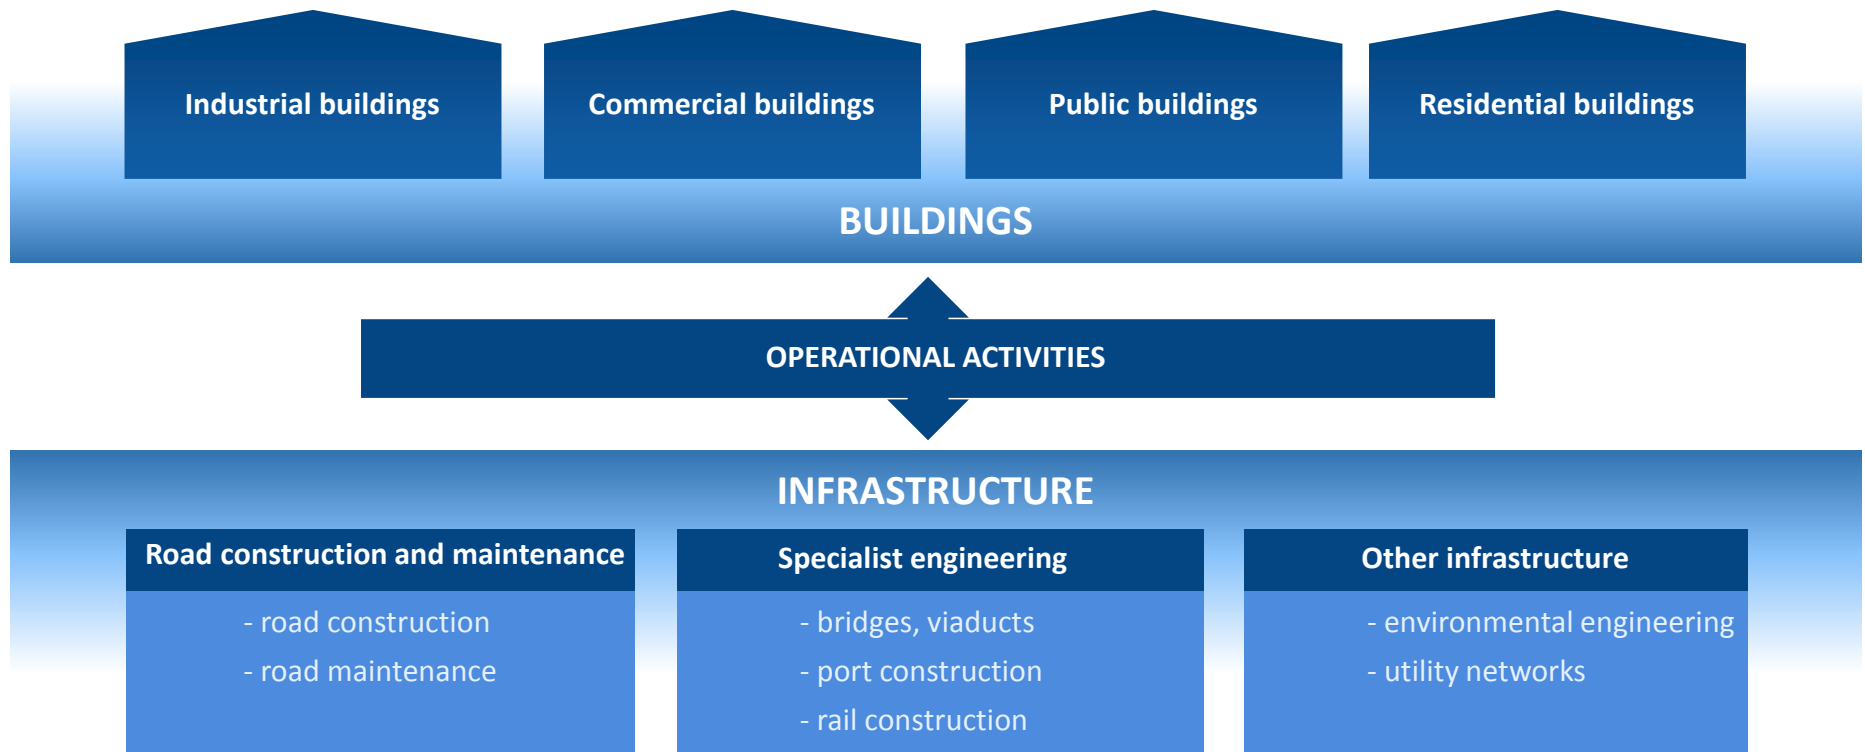 Industrial buildings
Commercial buildings
Public buildings
Residential buildings
BUILDINGS
OPERATIONAL ACTIVITIES
INFRASTRUCTURE
Road construction and maintenance
- road construction
- road maintenance
Specialist engineering
- bridges, viaducts
- port construction
- rail construction
Other infrastructure
- environmental engineering
- utility networks